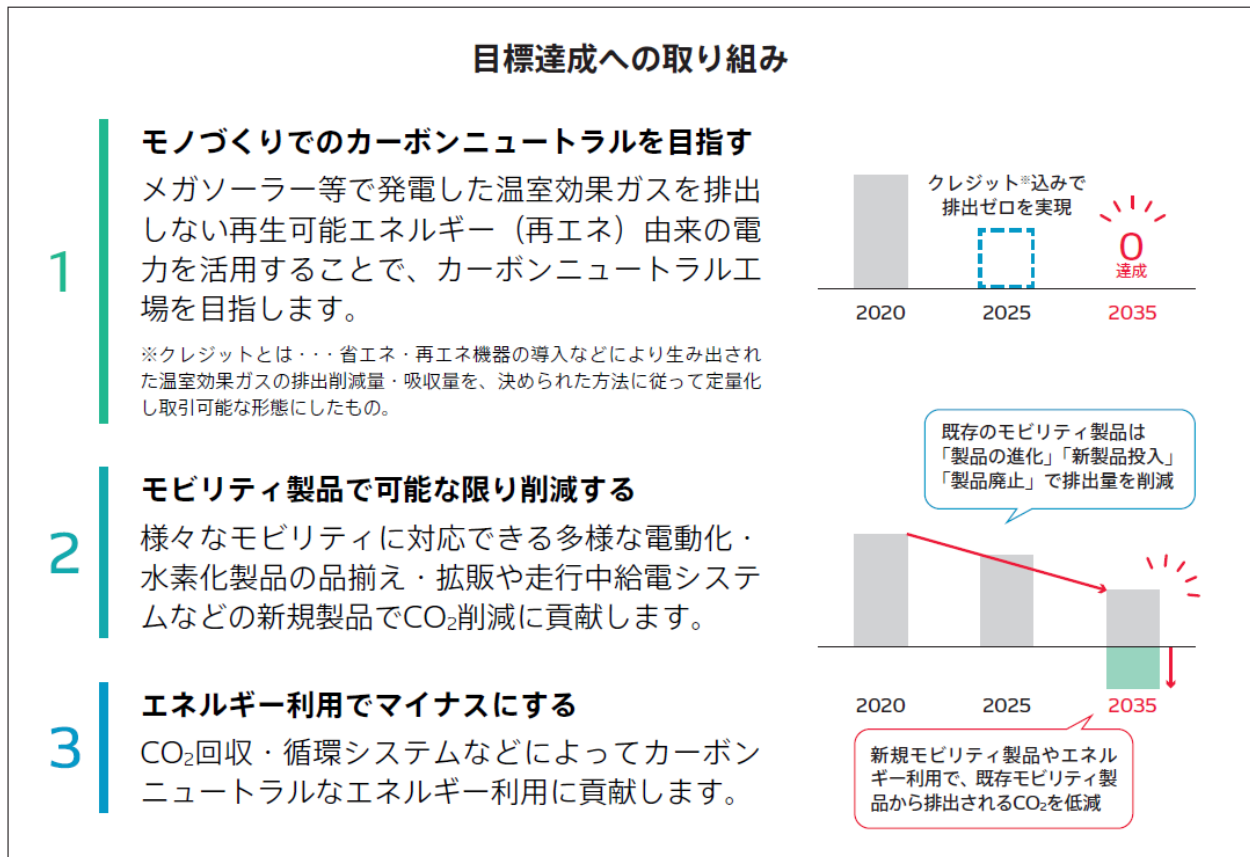 目標達成への取り組み
1
モノづくりでのカーボンニュートラルを目指す
メガソーラー等で発電した温室効果ガスを排出
しない再生可能エネルギー（再エネ）由来の電
力を活用することで、カーボンニュートラル工
場を目指します。
※クレジットとは・・・省エネ・再エネ機器の導入などにより生み出され
た温室効果ガスの排出削減量・吸収量を、決められた方法に従って定量化
し取引可能な形態にしたもの。
クレジット※込みで
排出ゼロを実現
0
達成
2020
2025
2035
2
モビリティ製品で可能な限り削減する
様々なモビリティに対応できる多様な電動化・
水素化製品の品揃え・拡販や走行中給電システ
ムなどの新規製品でCO₂削減に貢献します。
既存のモビリティ製品は
「製品の進化」「新製品投入」
「製品廃止」で排出量を削減
2020
2025
2035
3
エネルギー利用でマイナスにする
CO₂回収・循環システムなどによってカーボン
ニュートラルなエネルギー利用に貢献します。
新規モビリティ製品やエネル
ギー利用で、既存モビリティ製
品から排出されるCO₂を低減